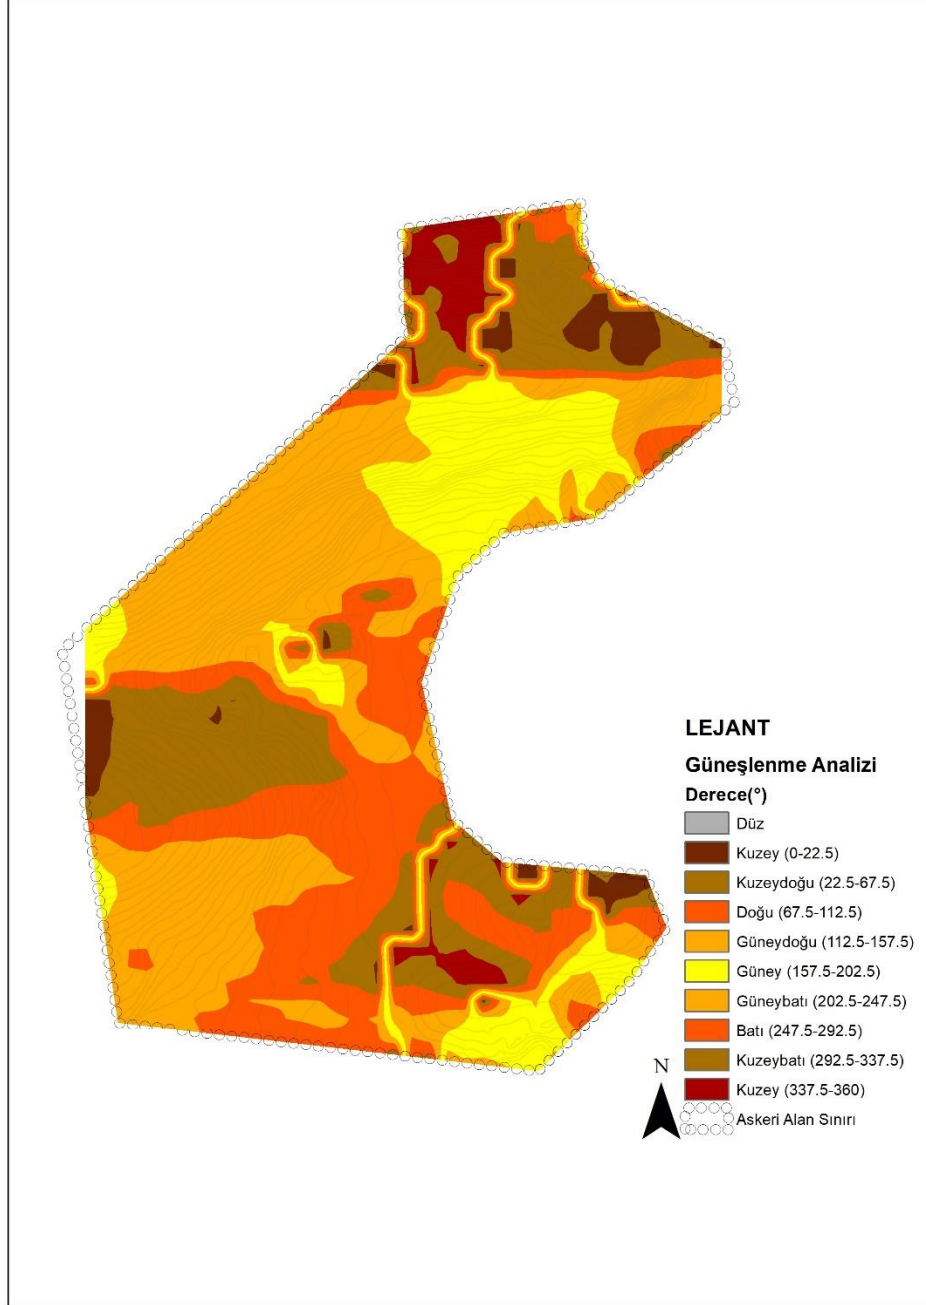 LEJANT
Güneşlenme Analizi
Derece(°)
Düz
Kuzey (0-22.5)
Kuzeydoğu (22.5-67.5)
Doğu (67.5-112.5)
Güneydoğu (112.5-157.5)
Güney (157.5-202.5)
Güneybatı (202.5-247.5)
Batı (247.5-292.5)
Kuzeybatı (292.5-337.5)
Kuzey (337.5-360)
Askeri Alan Sınırı
N